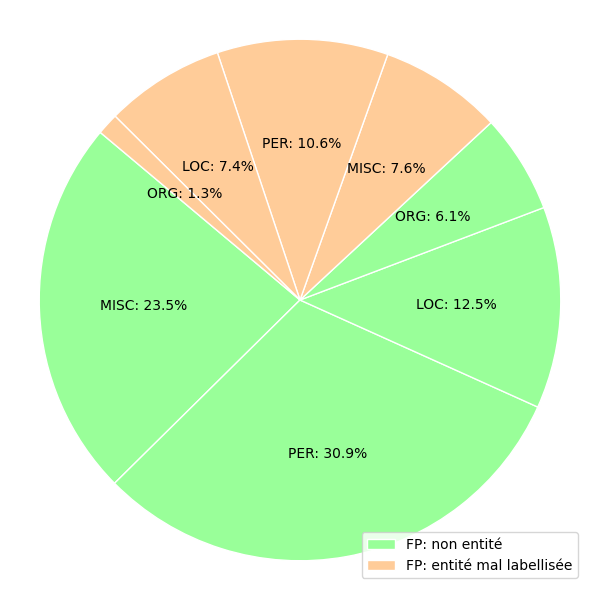 PER: 10.6%
LOC: 7.4%
MISC: 7.6%
ORG: 1.3%
ORG: 6.1%
MISC: 23.5%
LOC: 12.5%
PER: 30.9%
FP: non entité
FP: entité mal labellisée